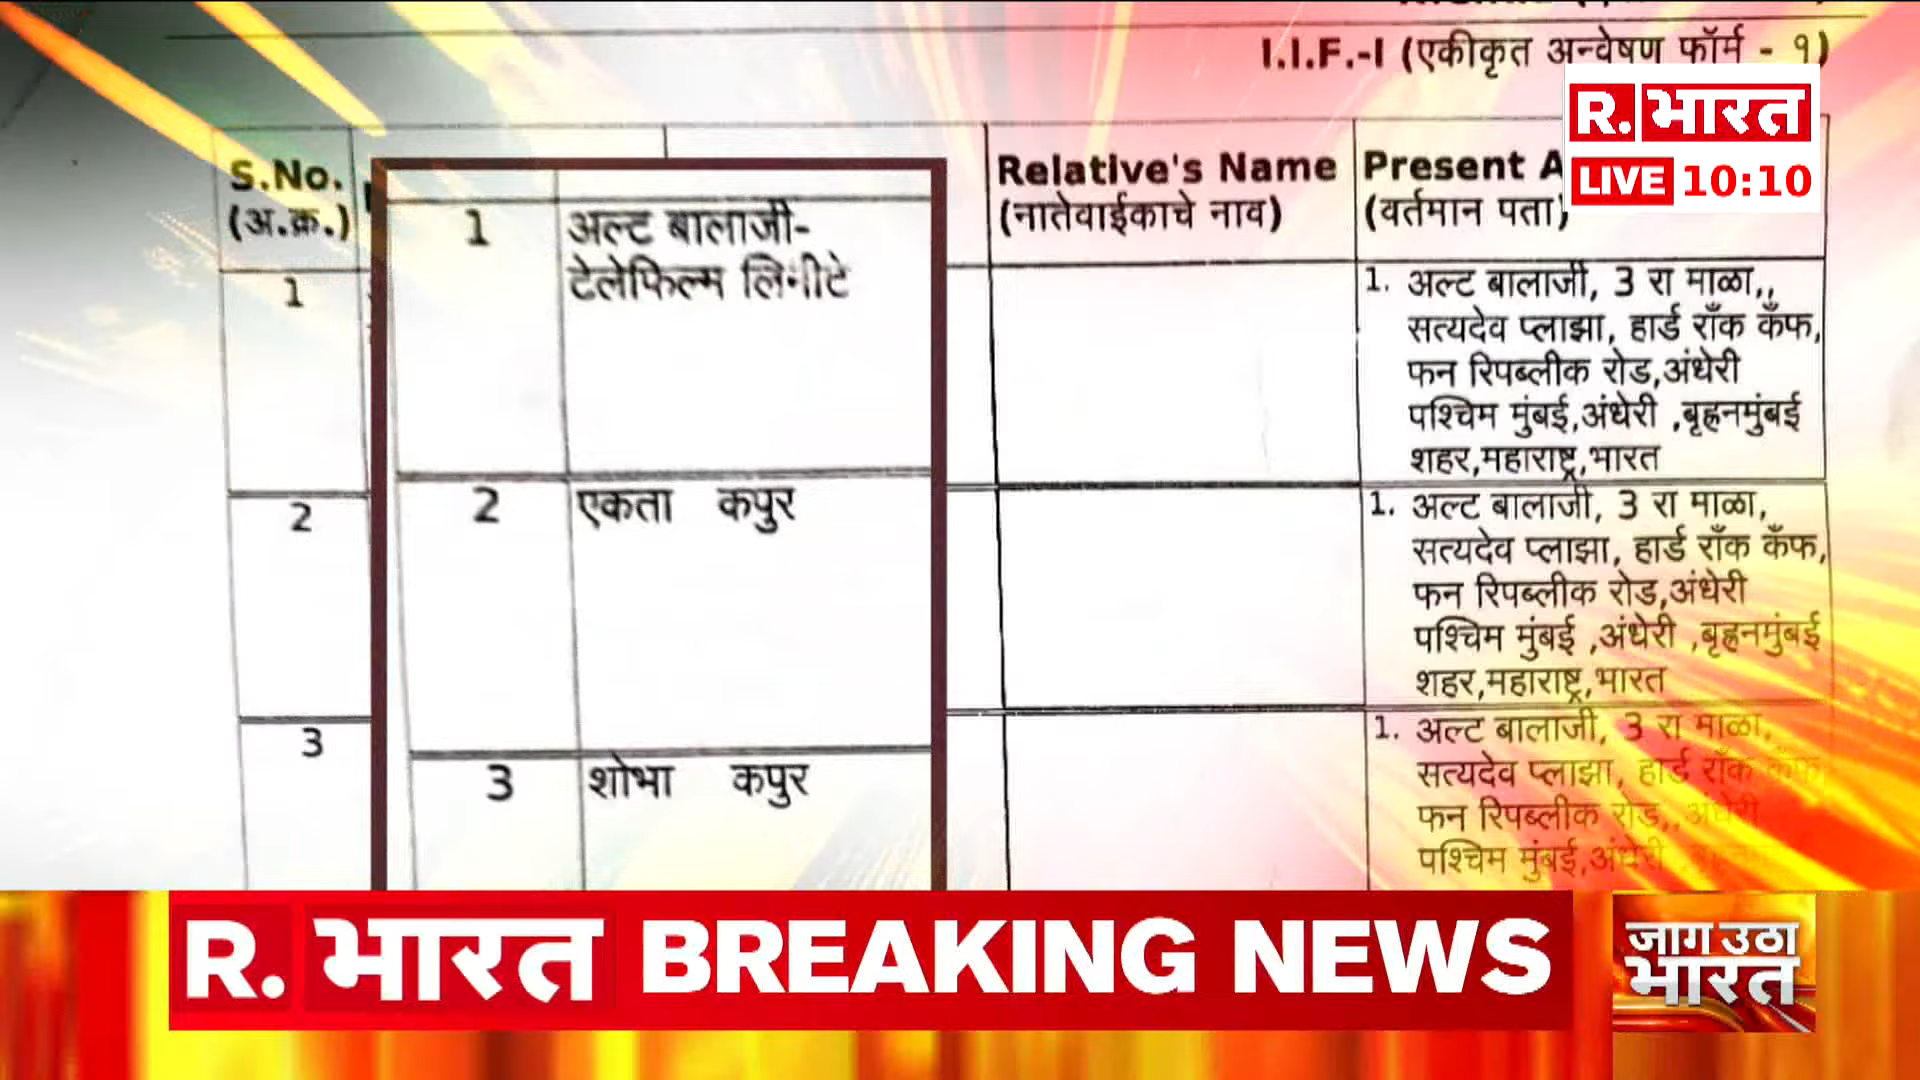 I.I.F.-I (एकीकृत अन्वेषण फॉर्म - १)
R. भारत
LIVE 10:10
S.No.
(अ.क्र.)
Relative's Name
(नातेवाईकाचे नाव)
Present A
(वर्तमान पता)
1
1
अल्ट बालाजी-
टेलेफिल्म लिमीटे
1. अल्ट बालाजी, 3 रा माळा,,
सत्यदेव प्लाझा, हार्ड रॉंक कॅंफ,
फन रिपब्लीक रोड,अंधेरी
पश्चिम मुंबई,अंधेरी ,बृहनमुंबई
शहर,महाराष्ट्र,भारत
2
2
एकता कपुर
1. अल्ट बालाजी, 3 रा माळा,
सत्यदेव प्लाझा, हार्ड रॉंक कॅंफ,
फन रिपब्लीक रोड,अंधेरी
पश्चिम मुंबई ,अंधेरी ,बृहनमुंबई
शहर,महाराष्ट्र,भारत
3
3
शोभा कपुर
1. अल्ट बालाजी, 3 रा माळा,
सत्यदेव प्लाझा, हार्ड रॉंक कॅंफ
फन रिपब्लीक रोड,,अंधेरी
पश्चिम मुंबई,अंधेरी
R. भारत BREAKING NEWS
जाग उठा
भारत